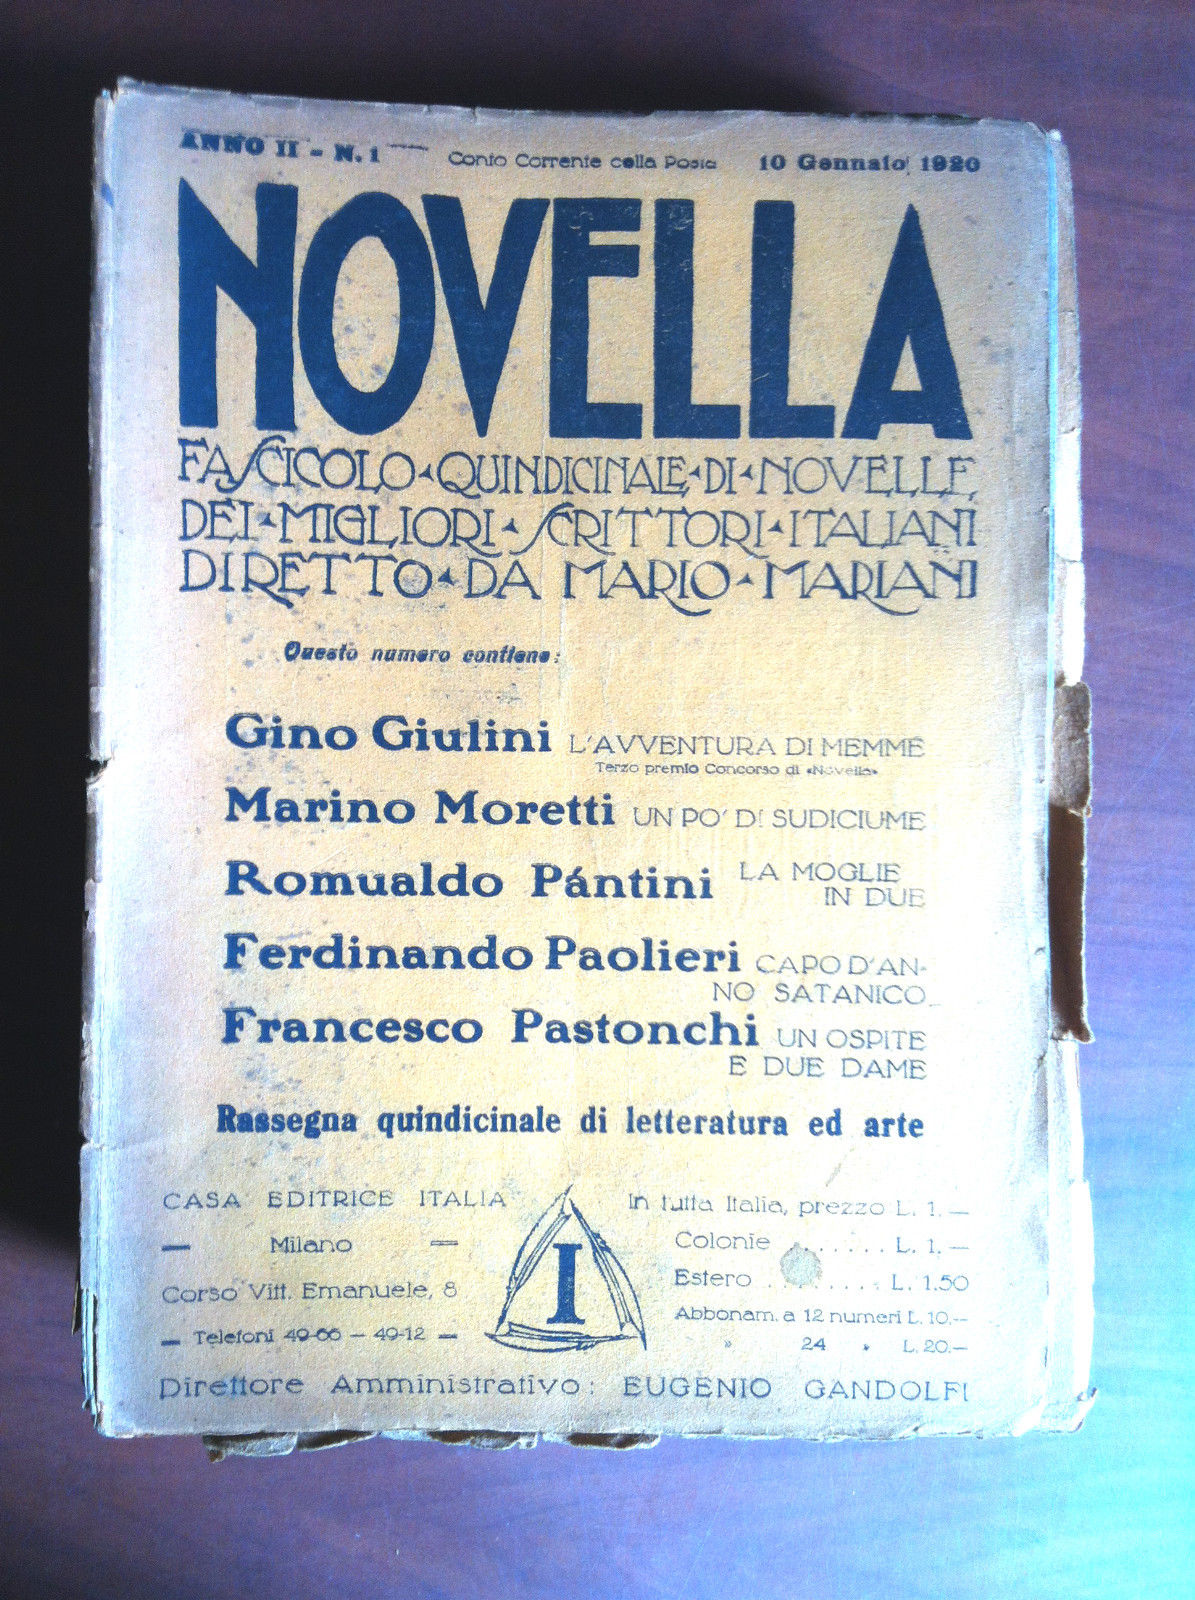 ANNO II - N. 1 Conto Corrente colla Posta 10 Gennaio 1920
NOVELLA
FASCICOLO QUINDICINALE DI NOVELLE
DEI MIGLIORI SCRITTORI ITALIANI
DIRETTO DA MARIO MARIANI
Questo numero contiene:
Gino Giulini L'AVVENTURA DI MEMME
Terzo premio Concorso di «Novella»
Marino Moretti UN PO' DI SUDICIUME
Romualdo Pántini LA MOGLIE
IN DUE
Ferdinando Paolieri CAPO D'AN-
NO SATANICO
Francesco Pastonchi UN OSPITE
E DUE DAME
Rassegna quindicinale di letteratura ed arte
CASA EDITRICE ITALIA
— Milano —
Corso Vitt. Emanuele, 8
— Telefoni 40-66 — 40-12 —
I
In tutta Italia, prezzo L. 1.—
Colonie . . . . . . L. 1.—
Estero . . . . . . . L. 1.50
Abbonam. a 12 numeri L. 10.—
» 24 » L. 20.—
Direttore Amministrativo: EUGENIO GANDOLFI